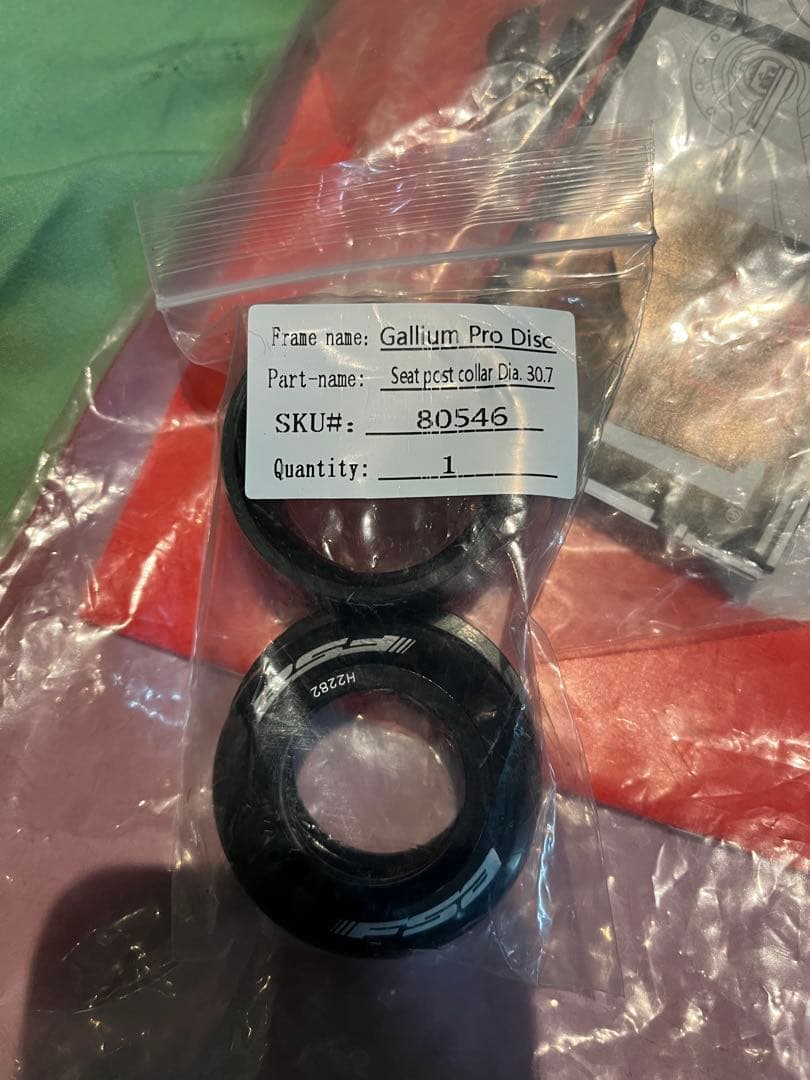 Frame name: Gallium Pro Disc
Part-name: Seat post collar Dia. 30.7
SKU#: 80546
Quantity: 1
FSA
H2282
FSA